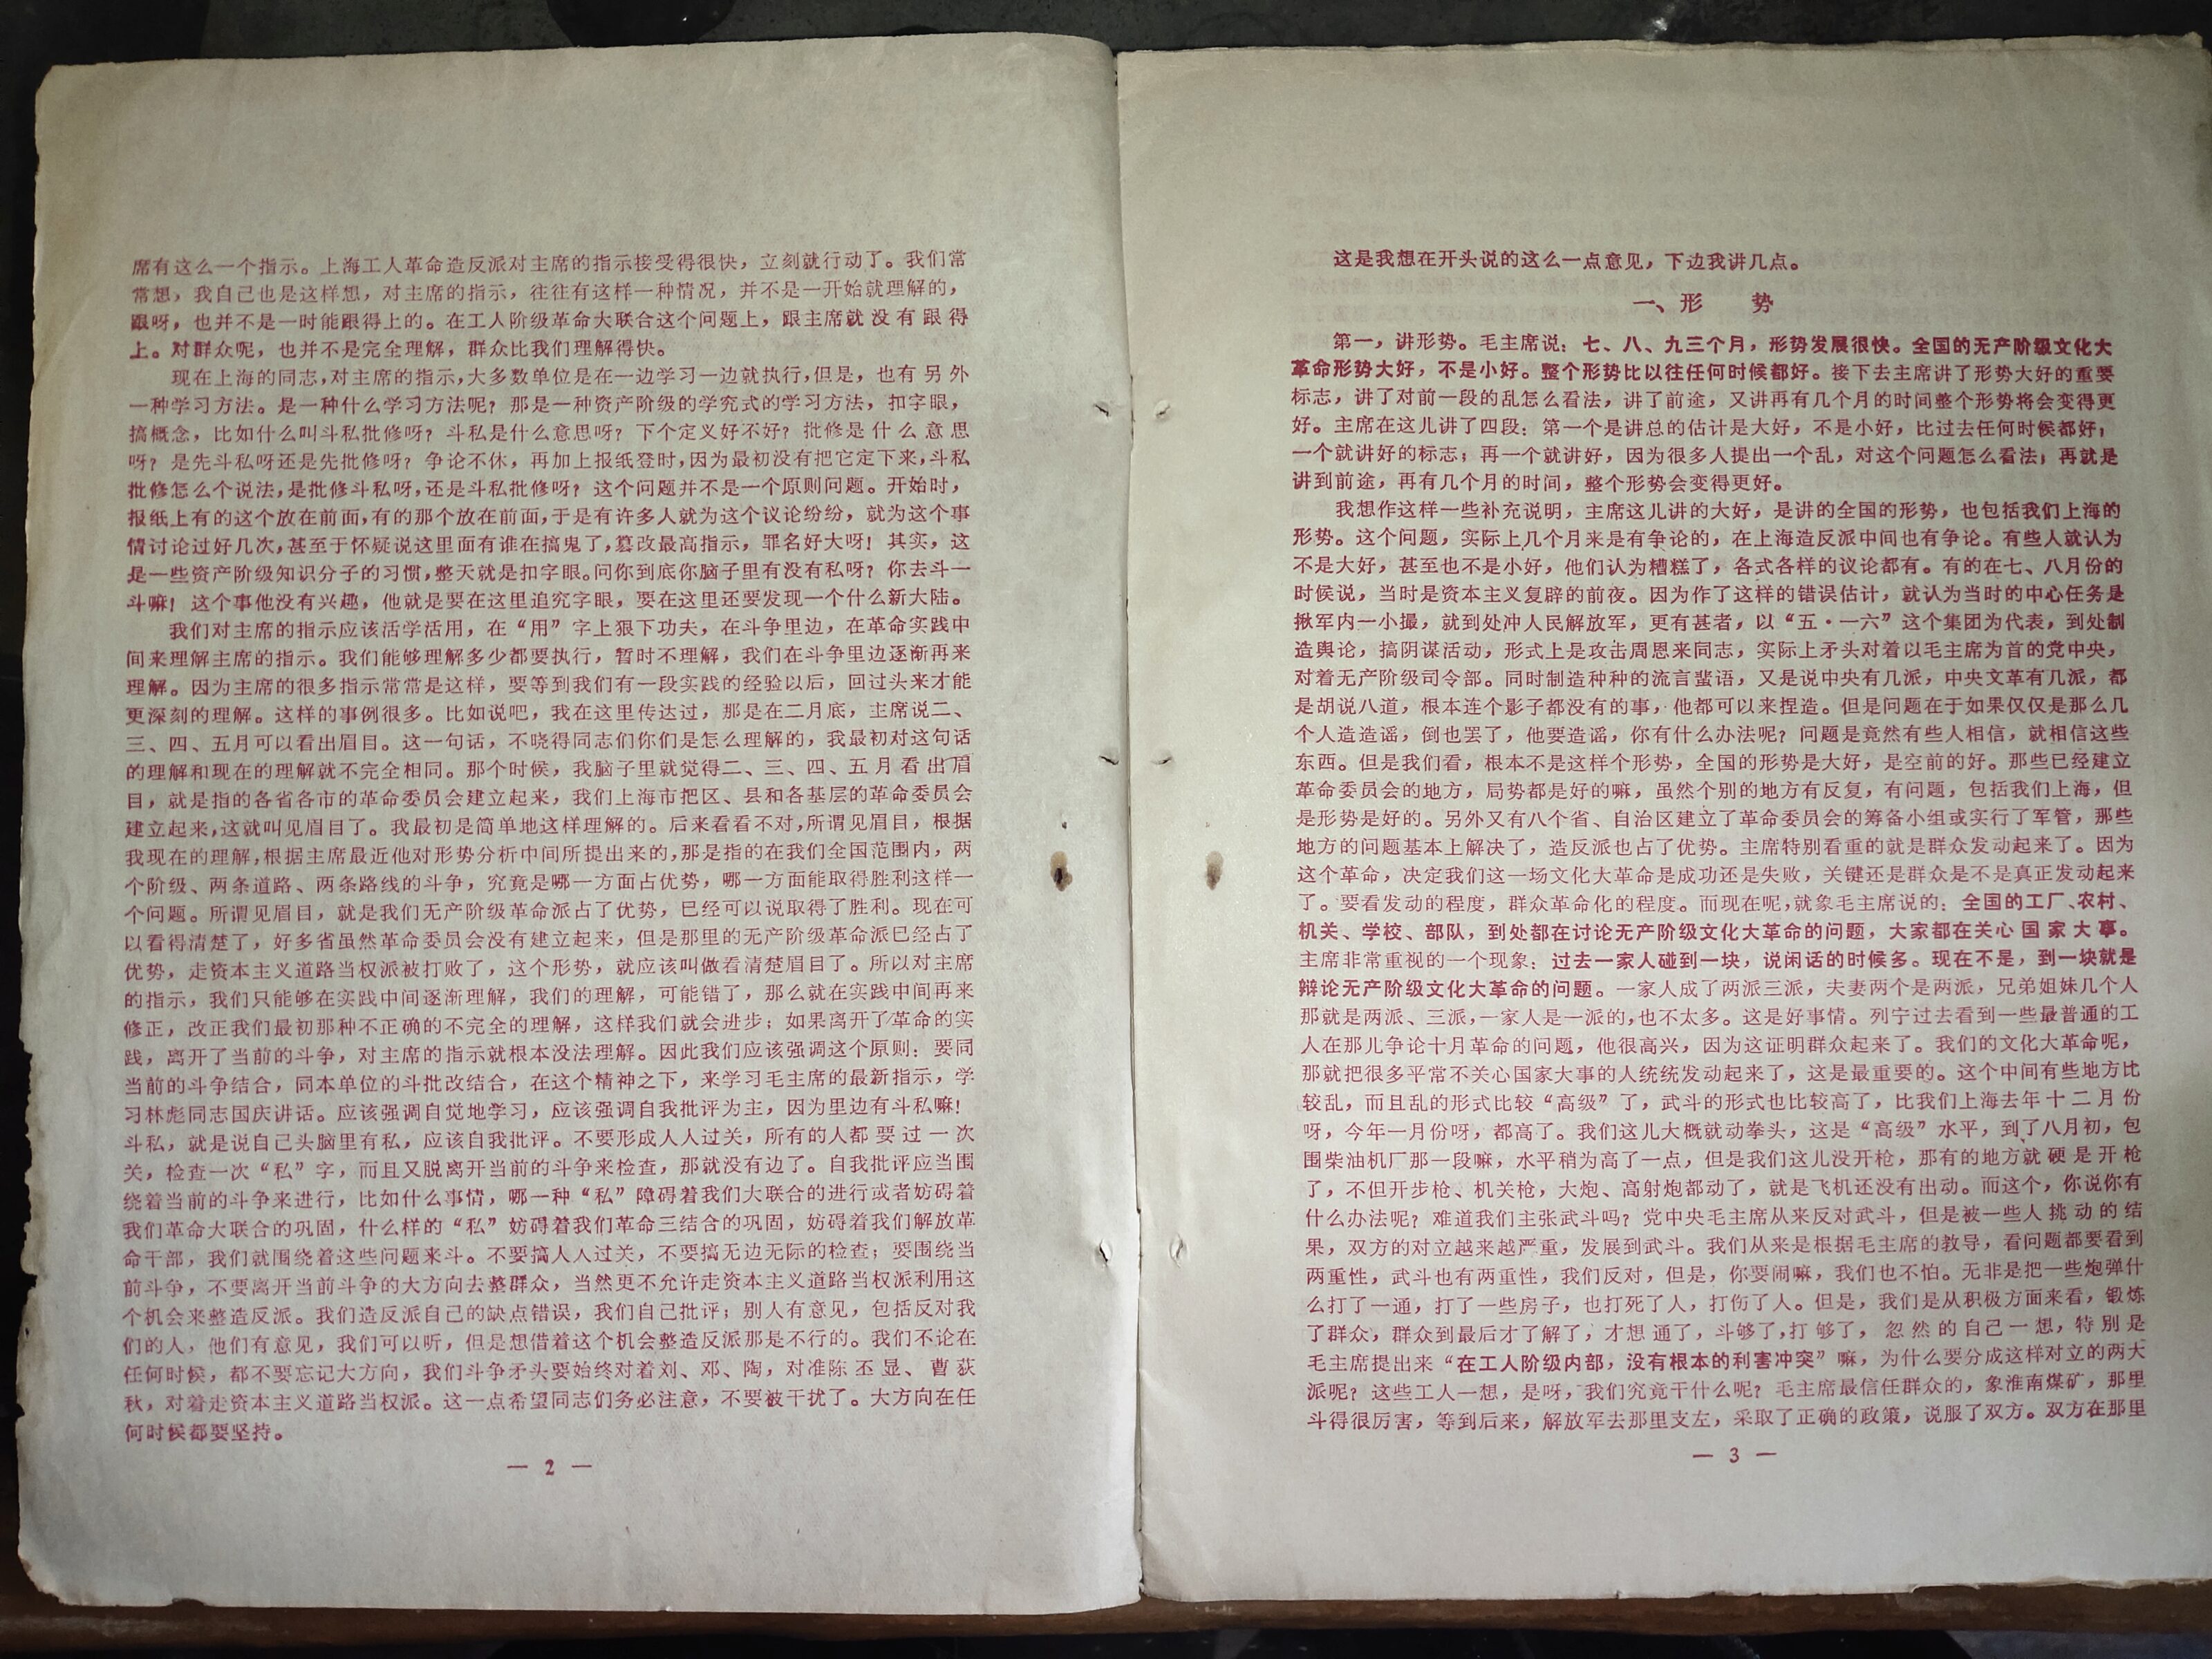 席有这么一个指示。上海工人革命造反派对主席的指示接受得很快，立刻就行动了。我们常
常想，我自己也是这样想，对主席的指示，往往有这样一种情况，并不是一开始就理解的，
跟呀，也并不是一时能跟得上的。在工人阶级革命大联合这个问题上，跟主席就没有跟得
上。对群众呢，也并不是完全理解，群众比我们理解得快。
现在上海的同志，对主席的指示，大多数单位是在一边学习一边就执行，但是，也有另外
一种学习方法。是一种什么学习方法呢？那是一种资产阶级的学究式的学习方法，扣字眼，
搞概念，比如什么叫斗私批修呀？斗私是什么意思呀？下个定义好不好？批修是什么意思
呀？是先斗私呀还是先批修呀？争论不休，再加上报纸登时，因为最初没有把它定下来，斗私
批修怎么个说法，是批修斗私呀，还是斗私批修呀？这个问题并不是一个原则问题。开始时，
报纸上有的这个放在前面，有的那个放在前面，于是有许多人就为这个议论纷纷，就为这个事
情讨论过好几次，甚至于怀疑说这里面有谁在搞鬼了，篡改最高指示，罪名好大呀！其实，这
是一些资产阶级知识分子的习惯，整天就是扣字眼。问你到底你脑子里有没有私呀？你去斗一
斗嘛！这个事他没有兴趣，他就是要在这里追究字眼，要在这里还要发现一个什么新大陆。
我们对主席的指示应该活学活用，在“用”字上狠下功夫，在斗争里边，在革命实践中
间来理解主席的指示。我们能够理解多少都要执行，暂时不理解，我们在斗争里边逐渐再来
理解。因为主席的很多指示常常是这样，要等到我们有一段实践的经验以后，回过头来才能
更深刻的理解。这样的事例很多。比如说吧，我在这里传达过，那是在二月底，主席说二、
三、四、五月可以看出眉目。这一句话，不晓得同志们你们是怎么理解的，我最初对这句话
的理解和现在的理解就不完全相同。那个时候，我脑子里就觉得二、三、四、五月看出眉
目，就是指的各省各市的革命委员会建立起来，我们上海市把区、县和各基层的革命委员会
建立起来，这就叫见眉目了。我最初是简单地这样理解的。后来看看不对，所谓见眉目，根据
我现在的理解，根据主席最近他对形势分析中间所提出来的，那是指的在我们全国范围内，两
个阶级、两条道路、两条路线的斗争，究竟是哪一方面占优势，哪一方面能取得胜利这样一
个问题。所谓见眉目，就是我们无产阶级革命派占了优势，已经可以说取得了胜利。现在可
以看得清楚了，好多省虽然革命委员会没有建立起来，但是那里的无产阶级革命派已经占了
优势，走资本主义道路当权派被打败了，这个形势，就应该叫做看清楚眉目了。所以对主席
的指示，我们只能够在实践中间逐渐理解，我们的理解，可能错了，那么就在实践中间再来
修正，改正我们最初那种不正确的不完全的理解，这样我们就会进步；如果离开了革命的实
践，离开了当前的斗争，对主席的指示就根本没法理解。因此我们应该强调这个原则：要同
当前的斗争结合，同本单位的斗批改结合，在这个精神之下，来学习毛主席的最新指示，学
习林彪同志国庆讲话。应该强调自觉地学习，应该强调自我批评为主，因为里边有斗私嘛！
斗私，就是说自己头脑里有私，应该自我批评。不要形成人人过关，所有的人都要过一次
关，检查一次“私”字，而且又脱离开当前的斗争来检查，那就没有边了。自我批评应当围
绕着当前的斗争来进行，比如什么事情，哪一种“私”障碍着我们大联合的进行或者妨碍着
我们革命大联合的巩固，什么样的“私”妨碍着我们革命三结合的巩固，妨碍着我们解放革
命干部，我们就围绕着这些问题来斗。不要搞人人过关，不要搞无边无际的检查；要围绕当
前斗争，不要离开当前斗争的大方向去整群众，当然更不允许走资本主义道路当权派利用这
个机会来整造反派。我们造反派自己的缺点错误，我们自己批评；别人有意见，包括反对我
们的人，他们有意见，我们可以听，但是想借着这个机会整造反派那是不行的。我们不论在
任何时候，都不要忘记大方向，我们斗争矛头要始终对着刘、邓、陶，对准陈丕显、曹荻
秋，对着走资本主义道路当权派。这一点希望同志们务必注意，不要被干扰了。大方向在任
何时候都要坚持。
— 2 —
这是我想在开头说的这么一点意见，下边我讲几点。
一、形　势
第一，讲形势。毛主席说：七、八、九三个月，形势发展很快。全国的无产阶级文化大
革命形势大好，不是小好。整个形势比以往任何时候都好。接下去主席讲了形势大好的重要
标志，讲了对前一段的乱怎么看法，讲了前途，又讲再有几个月的时间整个形势将会变得更
好。主席在这儿讲了四段：第一个是讲总的估计是大好，不是小好，比过去任何时候都好；
一个就讲好的标志；再一个就讲好，因为很多人提出一个乱，对这个问题怎么看法；再就是
讲到前途，再有几个月的时间，整个形势会变得更好。
我想作这样一些补充说明，主席这儿讲的大好，是讲的全国的形势，也包括我们上海的
形势。这个问题，实际上几个月来是有争论的，在上海造反派中间也有争论。有些人就认为
不是大好，甚至也不是小好，他们认为糟糕了，各式各样的议论都有。有的在七、八月份的
时候说，当时是资本主义复辟的前夜。因为作了这样的错误估计，就认为当时的中心任务是
揪军内一小撮，就到处冲人民解放军，更有甚者，以“五·一六”这个集团为代表，到处制
造舆论，搞阴谋活动，形式上是攻击周恩来同志，实际上矛头对着以毛主席为首的党中央，
对着无产阶级司令部。同时制造种种的流言蜚语，又是说中央有几派，中央文革有几派，都
是胡说八道，根本连个影子都没有的事，他都可以来捏造。但是问题在于如果仅仅是那么几
个人造造谣，倒也罢了，他要造谣，你有什么办法呢？问题是竟然有些人相信，就相信这些
东西。但是我们看，根本不是这样个形势，全国的形势是大好，是空前的好。那些已经建立
革命委员会的地方，局势都是好的嘛，虽然个别的地方有反复，有问题，包括我们上海，但
是形势是好的。另外又有八个省、自治区建立了革命委员会的筹备小组或实行了军管，那些
地方的问题基本上解决了，造反派也占了优势。主席特别看重的就是群众发动起来了。因为
这个革命，决定我们这一场文化大革命是成功还是失败，关键还是群众是不是真正发动起来
了。要看发动的程度，群众革命化的程度。而现在呢，就象毛主席说的：全国的工厂、农村、
机关、学校、部队，到处都在讨论无产阶级文化大革命的问题，大家都在关心国家大事。
主席非常重视的一个现象：过去一家人碰到一块，说闲话的时候多。现在不是，到一块就是
辩论无产阶级文化大革命的问题。一家人成了两派三派，夫妻两个是两派，兄弟姐妹几个人
那就是两派、三派，一家人是一派的，也不太多。这是好事情。列宁过去看到一些最普通的工
人在那儿争论十月革命的问题，他很高兴，因为这证明群众起来了。我们的文化大革命呢，
那就把很多平常不关心国家大事的人统统发动起来了，这是最重要的。这个中间有些地方比
较乱，而且乱的形式比较“高级”了，武斗的形式也比较高了，比我们上海去年十二月份
呀，今年一月份呀，都高了。我们这儿大概就动拳头，这是“高级”水平，到了八月初，包
围柴油机厂那一段嘛，水平稍为高了一点，但是我们这儿没开枪，那有的地方就硬是开枪
了，不但开步枪、机关枪，大炮、高射炮都动了，就是飞机还没有出动。而这个，你说你有
什么办法呢？难道我们主张武斗吗？党中央毛主席从来反对武斗，但是被一些人挑动的结
果，双方的对立越来越严重，发展到武斗。我们从来是根据毛主席的教导，看问题都要看到
两重性，武斗也有两重性，我们反对，但是，你要闹嘛，我们也不怕。无非是把一些炮弹什
么打了一通，打了一些房子，也打死了人，打伤了人。但是，我们是从积极方面来看，锻炼
了群众，群众到最后才了解了，才想通了，斗够了，打够了，忽然的自己一想，特别是
毛主席提出来“在工人阶级内部，没有根本的利害冲突”嘛，为什么要分成这样对立的两大
派呢？这些工人一想，是呀，我们究竟干什么呢？毛主席最信任群众的，象淮南煤矿，那里
斗得很厉害，等到后来，解放军去那里支左，采取了正确的政策，说服了双方。双方在那里
— 3 —